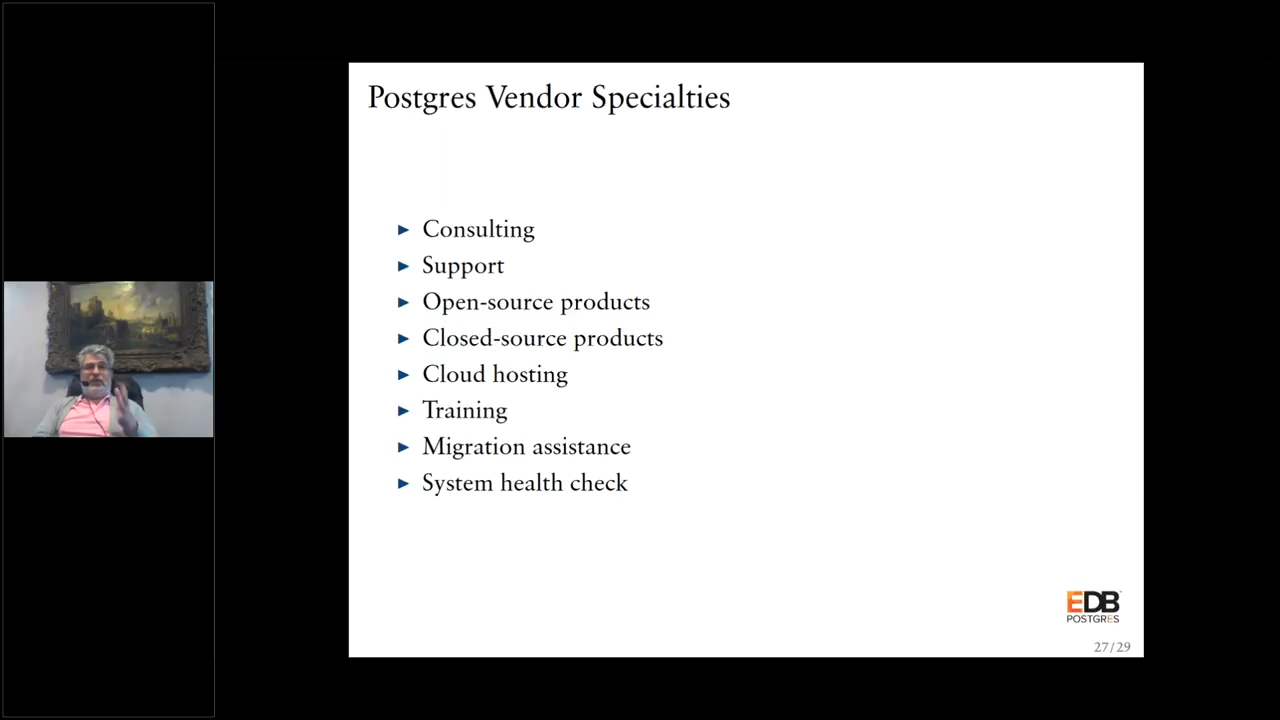 Postgres Vendor Specialties
► Consulting
► Support
► Open-source products
► Closed-source products
► Cloud hosting
► Training
► Migration assistance
► System health check
EDB
POSTGRES
27/29